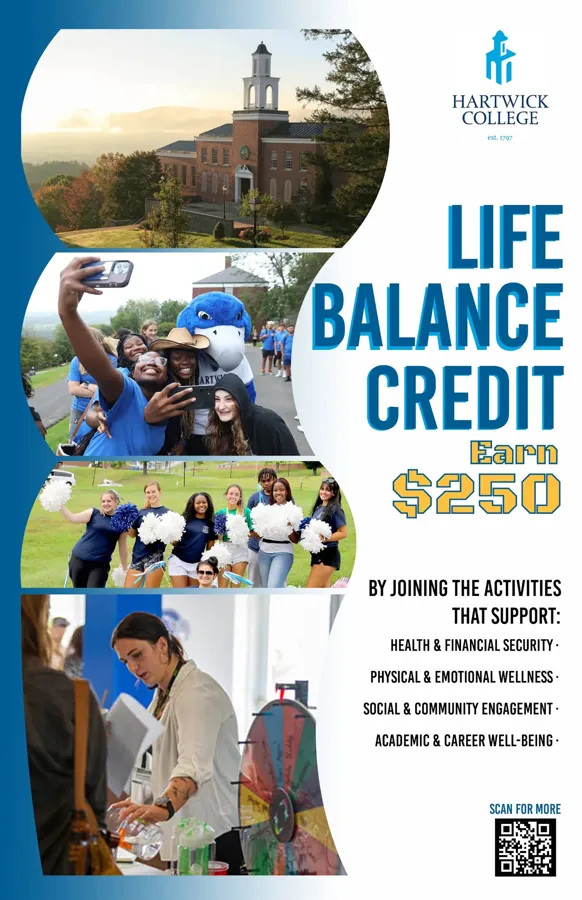 HARTWICK
COLLEGE
est. 1797
LIFE
BALANCE
CREDIT
Earn
$250
BY JOINING THE ACTIVITIES
THAT SUPPORT:
HEALTH & FINANCIAL SECURITY ·
PHYSICAL & EMOTIONAL WELLNESS ·
SOCIAL & COMMUNITY ENGAGEMENT ·
ACADEMIC & CAREER WELL-BEING ·
SCAN FOR MORE